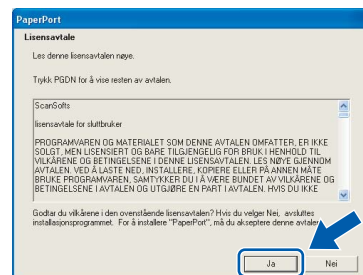 PaperPort
Lisensavtale
Les denne lisensavtalen nøye.
Trykk PGDN for å vise resten av avtalen.
ScanSofts
lisensavtale for sluttbruker
PROGRAMVAREN OG MATERIALET SOM DENNE AVTALEN OMFATTER, ER IKKE
SOLGT, MEN LISENSIERT OG BARE TILGJENGELIG FOR BRUK I HENHOLD TIL
VILKÅRENE OG BETINGELSENE I DENNE LISENSAVTALEN. LES NØYE GJENNOM
AVTALEN. VED Å LASTE NED, INSTALLERE, KOPIERE ELLER PÅ ANNEN MÅTE
BRUKE PROGRAMVAREN, SAMTYKKER DU I Å VÆRE BUNDET AV VILKÅRENE OG
BETINGELSENE I AVTALEN OG UTGJØRE EN PART I AVTALEN. HVIS DU IKKE
Godtar du vilkårene i den ovenstående lisensavtalen? Hvis du velger Nei, avsluttes
installasjonsprogrammet. For å installere "PaperPort", må du akseptere denne avtalen
Ja
Nei